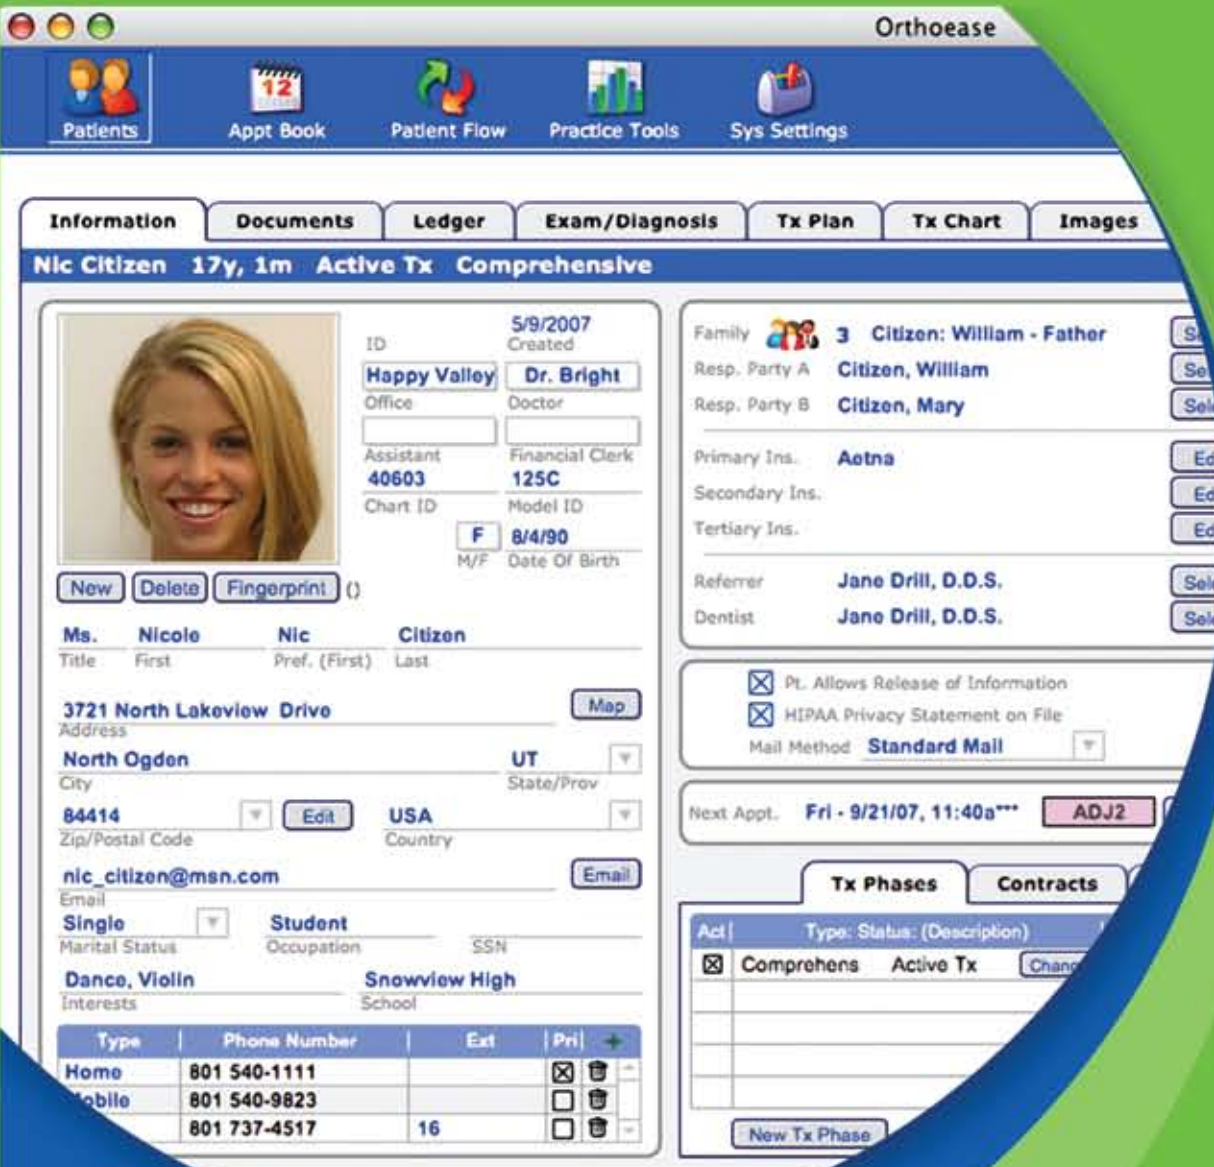 Orthoease
Patients Appt Book Patient Flow Practice Tools Sys Settings
Information Documents Ledger Exam/Diagnosis Tx Plan Tx Chart Images
Nic Citizen 17y, 1m Active Tx Comprehensive
5/9/2007
ID Created
Happy Valley Dr. Bright
Office Doctor
Assistant Financial Clerk
40603 125C
Chart ID Model ID
F 8/4/90
M/F Date Of Birth
New Delete Fingerprint ()
Ms. Nicole Nic Citizen
Title First Pref. (First) Last
3721 North Lakeview Drive Map
Address
North Ogden UT
City State/Prov
84414 Edit USA
Zip/Postal Code Country
nic_citizen@msn.com Email
Email
Single Student
Marital Status Occupation SSN
Dance, Violin Snowview High
Interests School
Type Phone Number Ext Pri +
Home 801 540-1111
801 540-9823
801 737-4517 16
Family 3 Citizen: William - Father
Resp. Party A Citizen, William
Resp. Party B Citizen, Mary
Primary Ins. Aetna
Secondary Ins.
Tertiary Ins.
Referrer Jane Drill, D.D.S.
Dentist Jane Drill, D.D.S.
Pt. Allows Release of Information
HIPAA Privacy Statement on File
Mail Method Standard Mail
Next Appt. Fri - 9/21/07, 11:40a*** ADJ2
Tx Phases Contracts
Act Type: Status: (Description)
Comprehens Active Tx
New Tx Phase